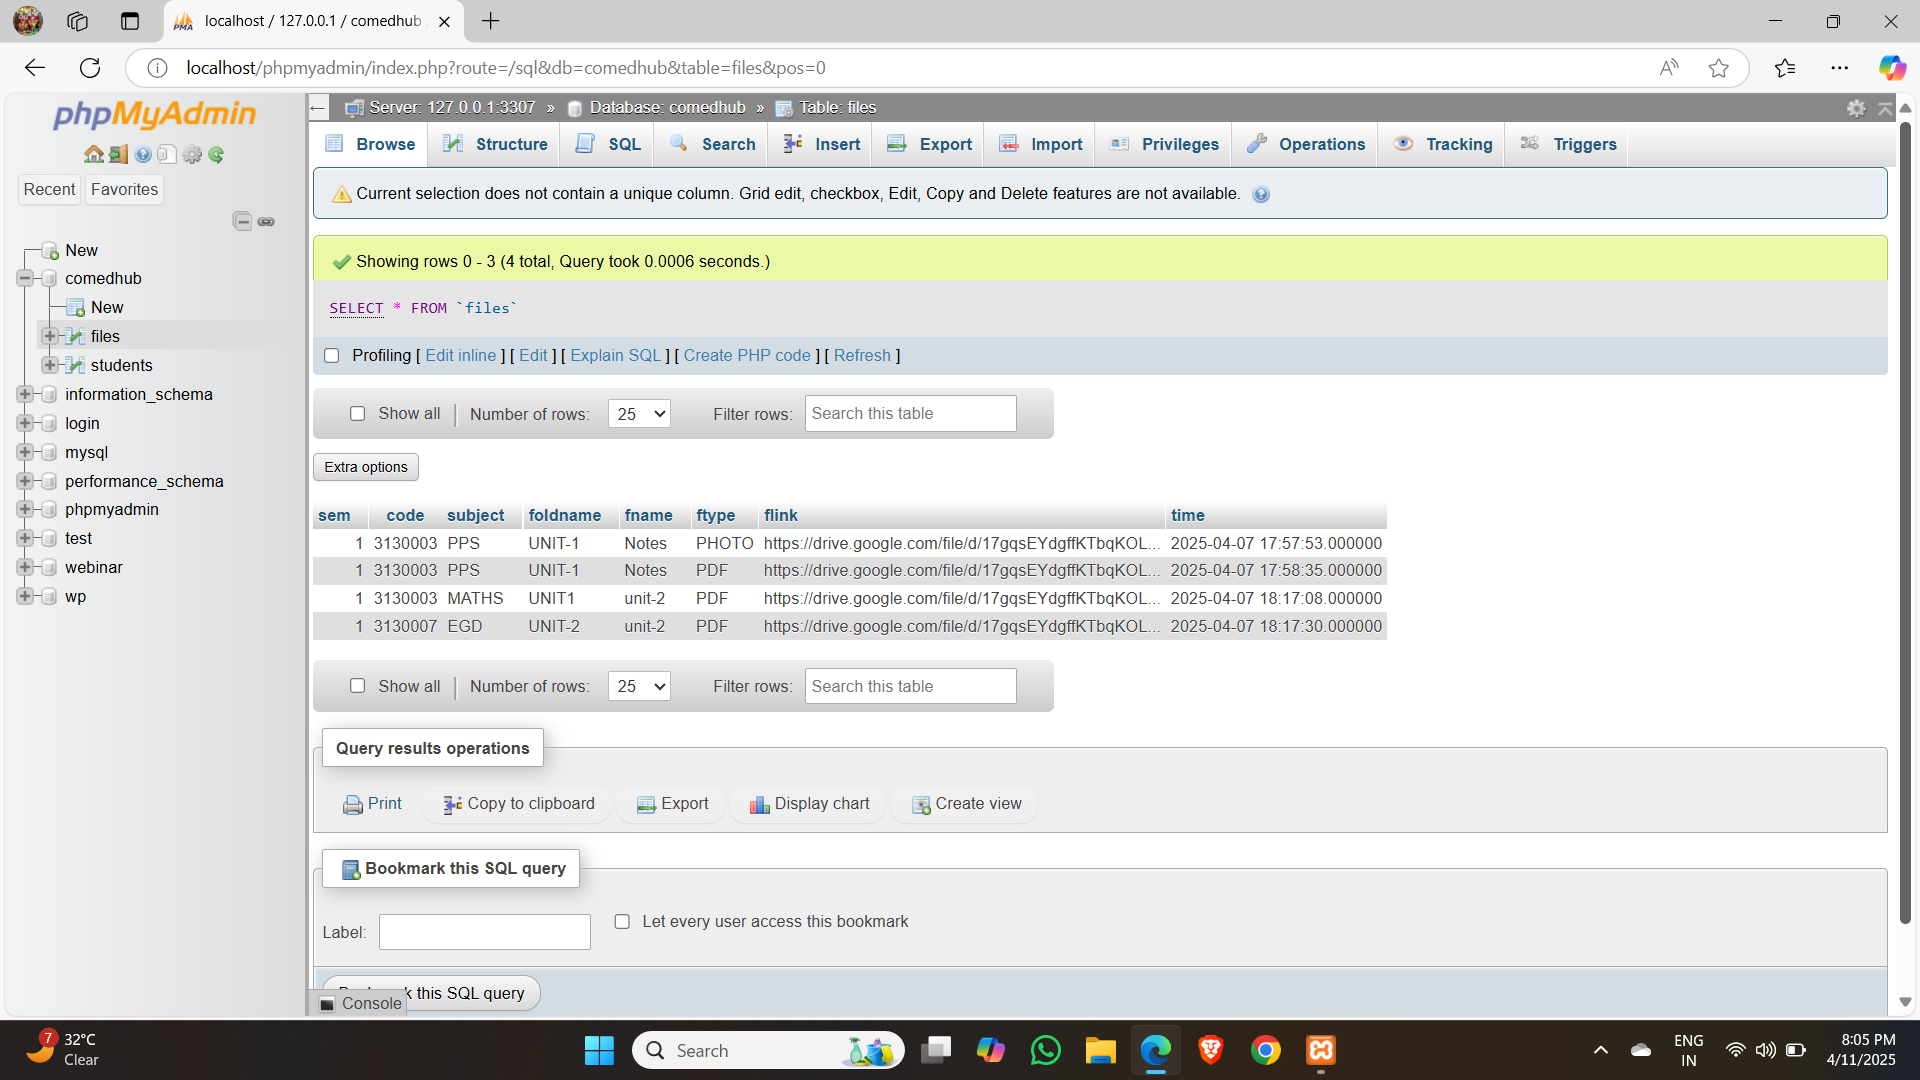 localhost / 127.0.0.1 / comedhub
localhost/phpmyadmin/index.php?route=/sql&db=comedhub&table=files&pos=0
phpMyAdmin
Recent
Favorites
New
comedhub
New
files
students
information_schema
login
mysql
performance_schema
phpmyadmin
test
webinar
wp
Server: 127.0.0.1:3307 » Database: comedhub » Table: files
Browse Structure SQL Search Insert Export Import Privileges Operations Tracking Triggers
Current selection does not contain a unique column. Grid edit, checkbox, Edit, Copy and Delete features are not available.
Showing rows 0 - 3 (4 total, Query took 0.0006 seconds.)
SELECT * FROM `files`
Profiling [ Edit inline ] [ Edit ] [ Explain SQL ] [ Create PHP code ] [ Refresh ]
Show all Number of rows: 25 Filter rows: Search this table
Extra options
sem code subject foldname fname ftype flink time
1 3130003 PPS UNIT-1 Notes PHOTO https://drive.google.com/file/d/17gqsEYdgffKTbqKOL... 2025-04-07 17:57:53.000000
1 3130003 PPS UNIT-1 Notes PDF https://drive.google.com/file/d/17gqsEYdgffKTbqKOL... 2025-04-07 17:58:35.000000
1 3130003 MATHS UNIT1 unit-2 PDF https://drive.google.com/file/d/17gqsEYdgffKTbqKOL... 2025-04-07 18:17:08.000000
1 3130007 EGD UNIT-2 unit-2 PDF https://drive.google.com/file/d/17gqsEYdgffKTbqKOL... 2025-04-07 18:17:30.000000
Show all Number of rows: 25 Filter rows: Search this table
Query results operations
Print Copy to clipboard Export Display chart Create view
Bookmark this SQL query
Label: Let every user access this bookmark
this SQL query
Console
7
32°C
Clear
Search
ENG
IN
8:05 PM
4/11/2025